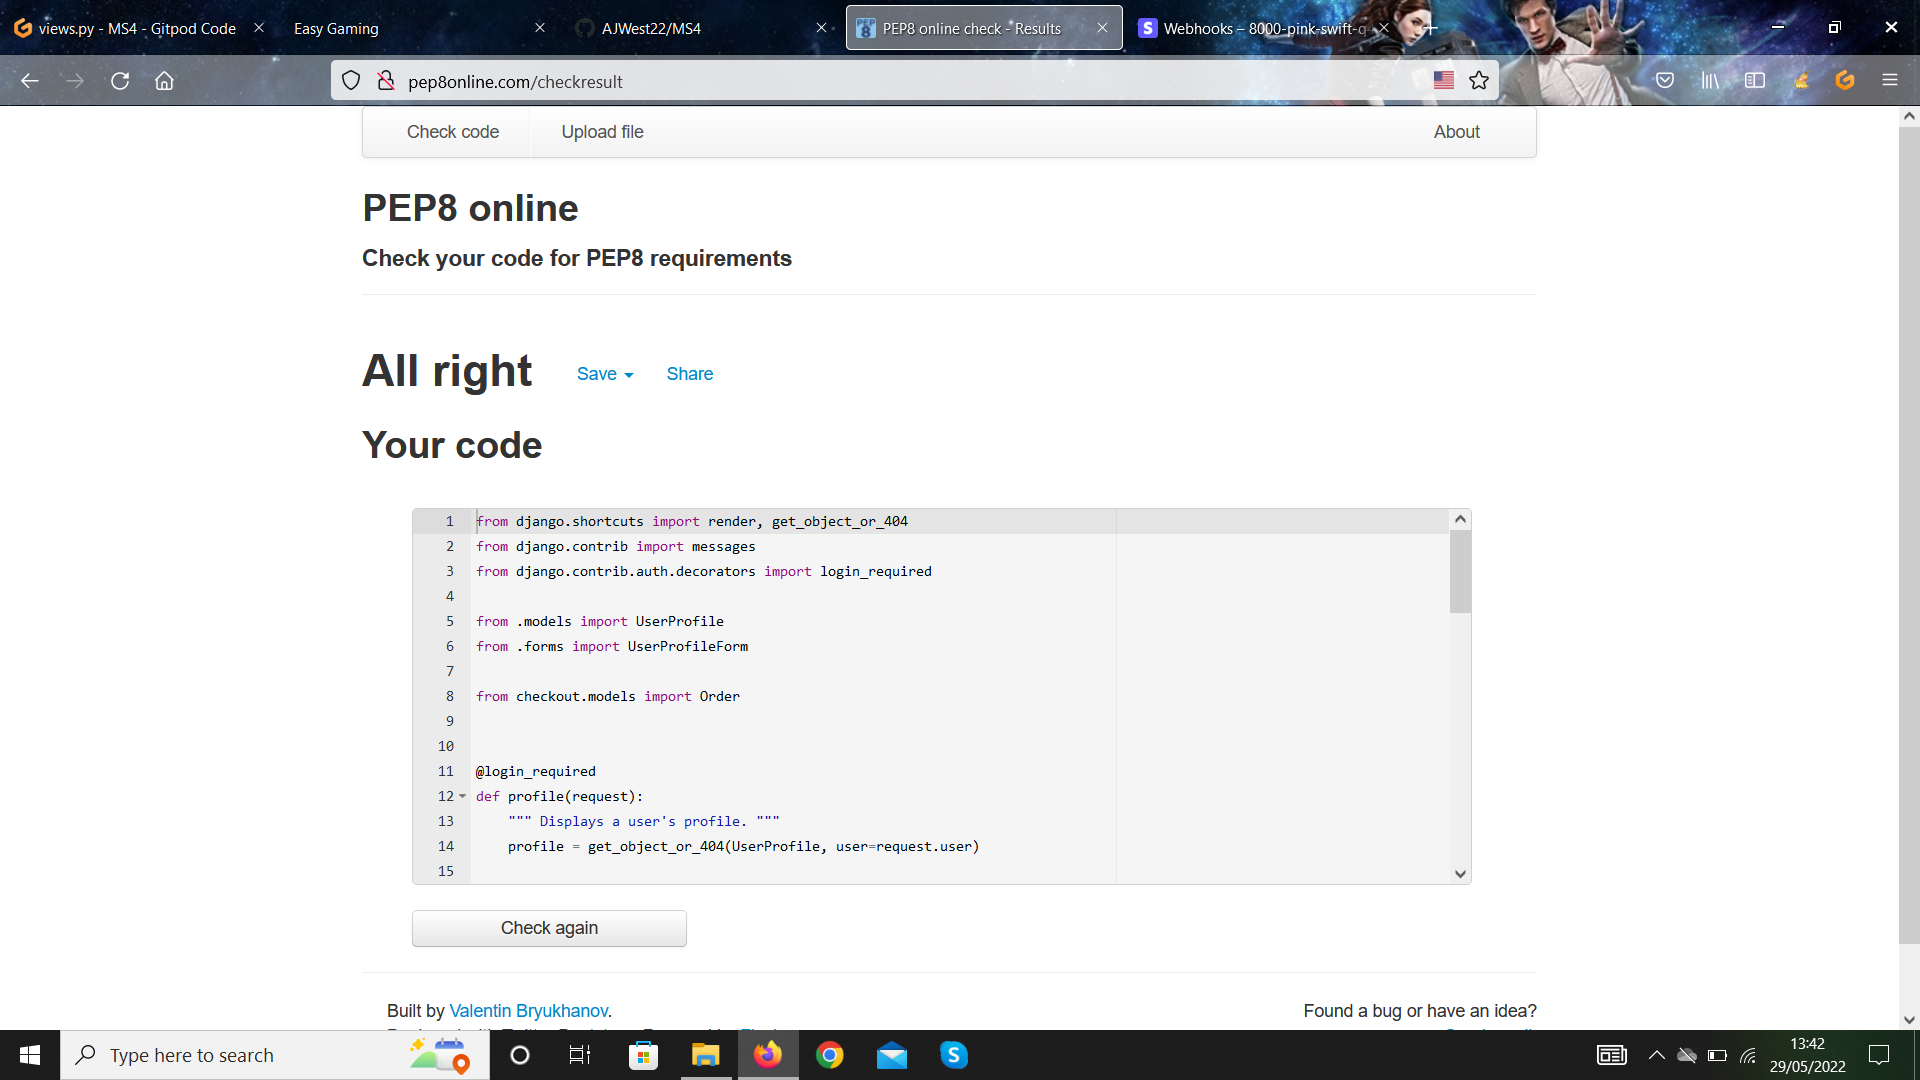 views.py - MS4 - Gitpod Code
Easy Gaming
AJWest22/MS4
PEP8 online check - Results
Webhooks – 8000-pink-swift-q
pep8online.com/checkresult
Check code
Upload file
About
PEP8 online
Check your code for PEP8 requirements
All right
Save
Share
Your code
1 from django.shortcuts import render, get_object_or_404
2 from django.contrib import messages
3 from django.contrib.auth.decorators import login_required
4
5 from .models import UserProfile
6 from .forms import UserProfileForm
7
8 from checkout.models import Order
9
10
11 @login_required
12 def profile(request):
13 """ Displays a user's profile. """
14 profile = get_object_or_404(UserProfile, user=request.user)
15
Check again
Built by Valentin Bryukhanov.
Found a bug or have an idea?
Type here to search
13:42
29/05/2022